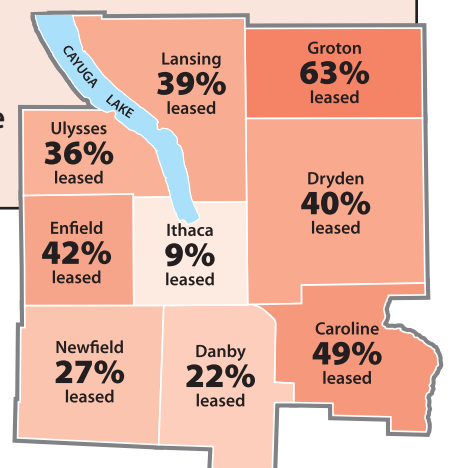 CAYUGA LAKE
Lansing
39%
leased
Groton
63%
leased
e
Ulysses
36%
leased
Dryden
40%
leased
Enfield
42%
leased
Ithaca
9%
leased
Caroline
49%
leased
Newfield
27%
leased
Danby
22%
leased